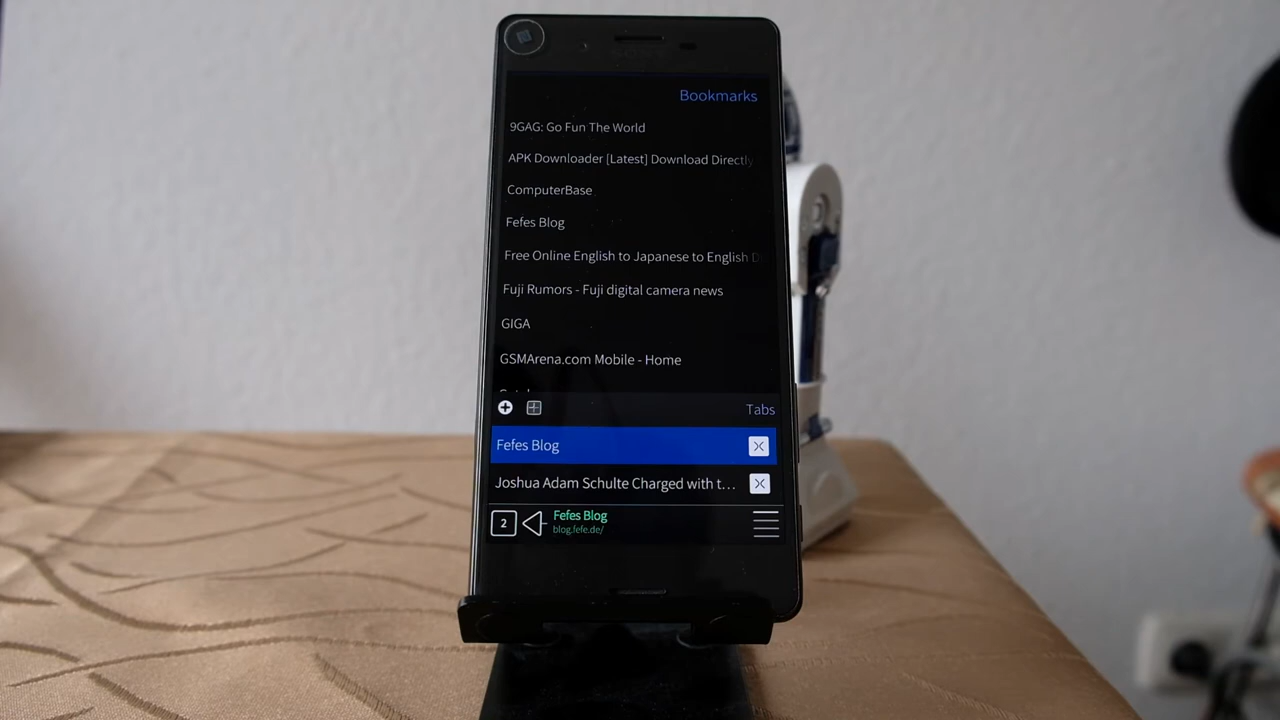 Bookmarks
9GAG: Go Fun The World
APK Downloader [Latest] Download Directly
ComputerBase
Fefes Blog
Free Online English to Japanese to English
Fuji Rumors - Fuji digital camera news
GIGA
GSMArena.com Mobile - Home
Tabs
Fefes Blog
Joshua Adam Schulte Charged with t...
2
Fefes Blog
blog.fefe.de/